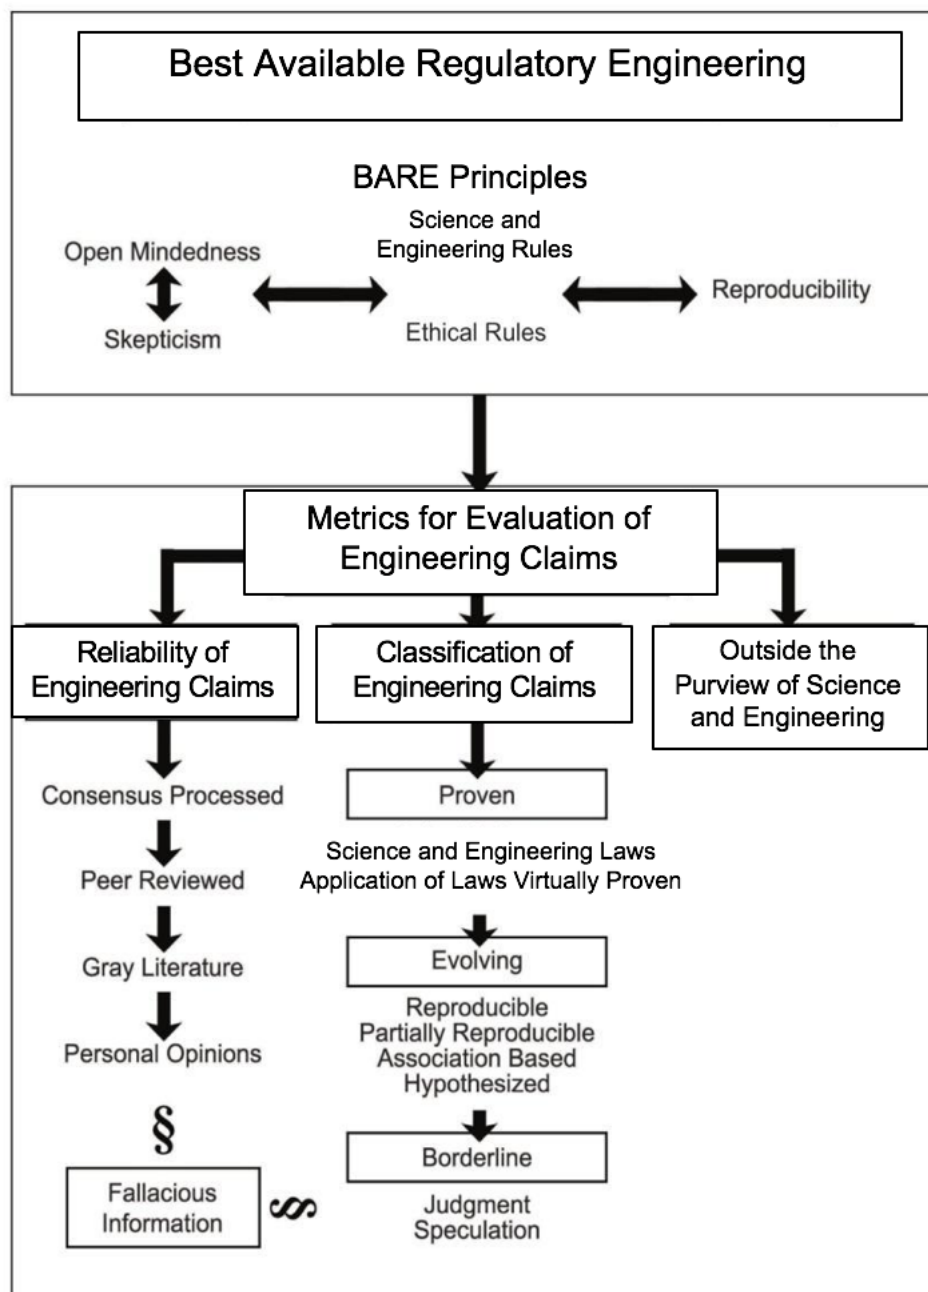 Best Available Regulatory Engineering
BARE Principles
Science and
Engineering Rules
Open Mindedness
Skepticism
Ethical Rules
Reproducibility
Metrics for Evaluation of
Engineering Claims
Reliability of
Engineering Claims
Consensus Processed
Peer Reviewed
Gray Literature
Personal Opinions
§
Fallacious
Information
§
Classification of
Engineering Claims
Proven
Science and Engineering Laws
Application of Laws Virtually Proven
Evolving
Reproducible
Partially Reproducible
Association Based
Hypothesized
Borderline
Judgment
Speculation
Outside the
Purview of Science
and Engineering